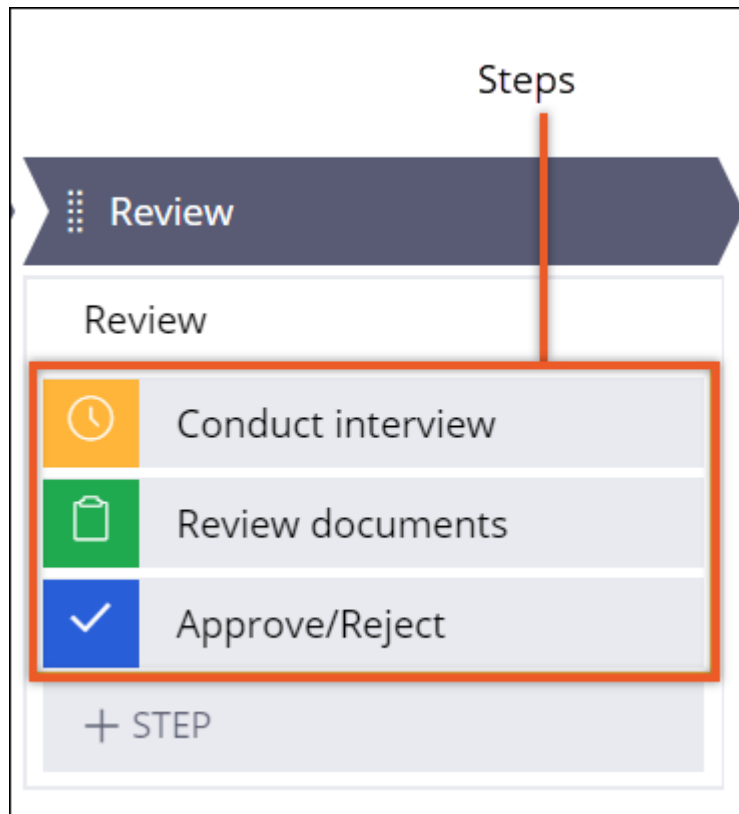 Steps
Review
Review
Conduct interview
Review documents
Approve/Reject
+ STEP